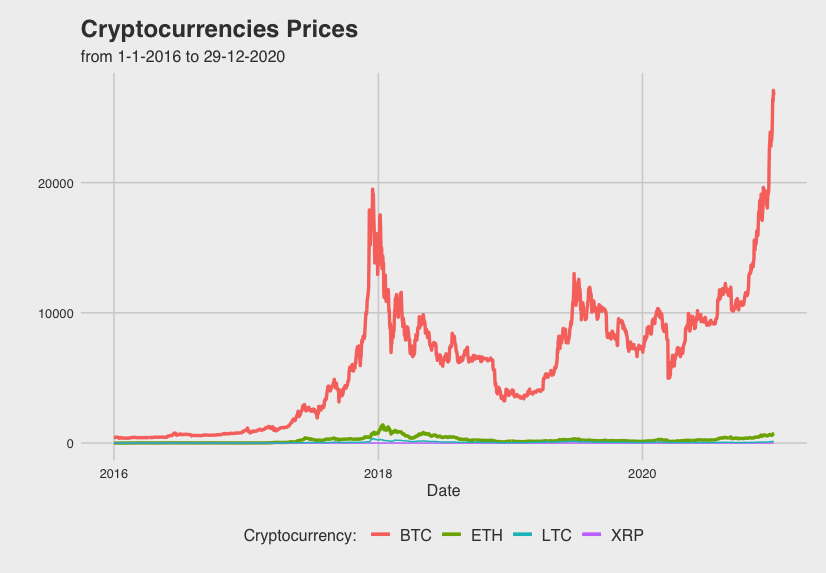 Cryptocurrencies Prices
from 1-1-2016 to 29-12-2020
20000
10000
0
2016 2018 2020
Date
Cryptocurrency: BTC ETH LTC XRP